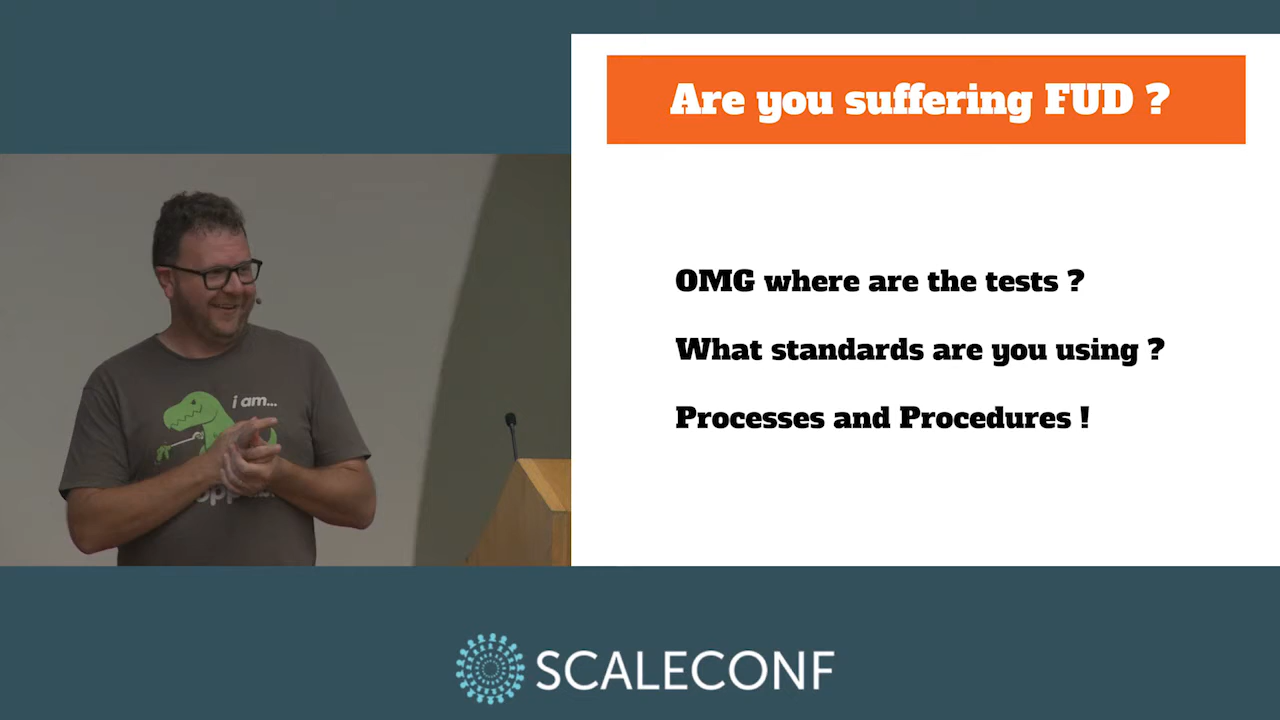 Are you suffering FUD ?
OMG where are the tests ?
What standards are you using ?
Processes and Procedures !
i am...
SCALECONF